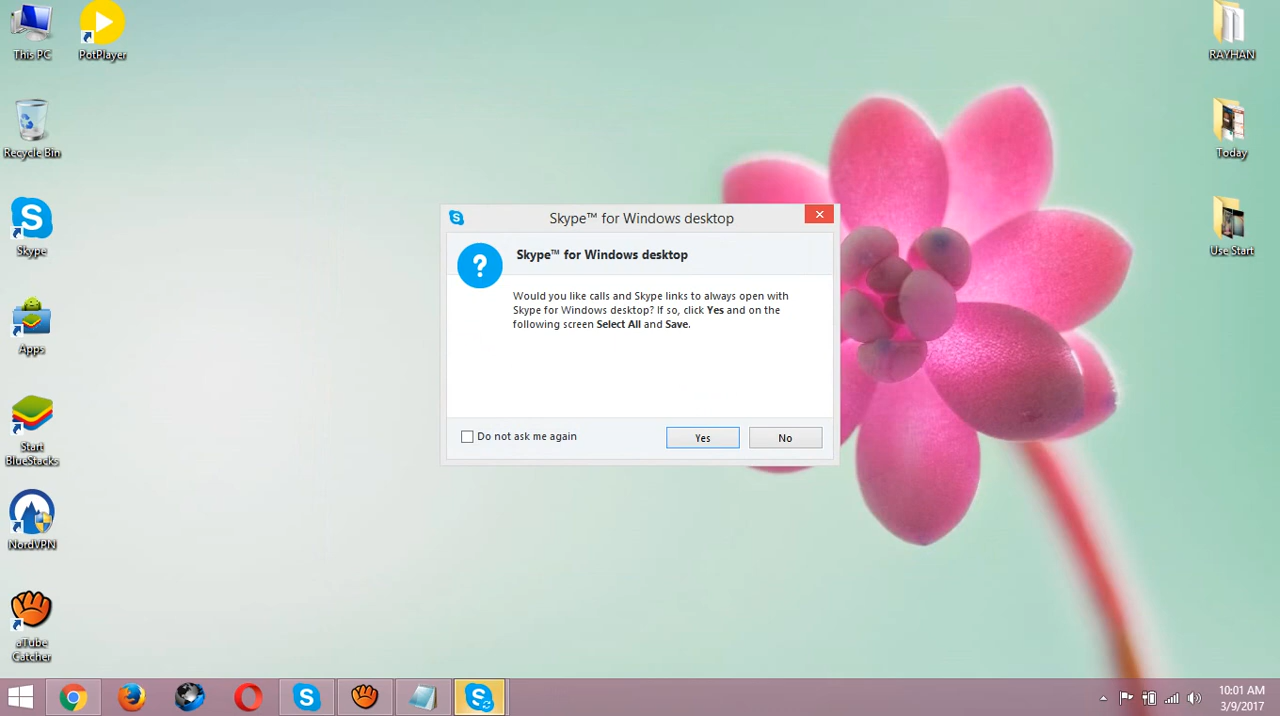 This PC
PotPlayer
Recycle Bin
Skype
Apps
Start
BlueStacks
NordVPN
aTube
Catcher
RAYHAN
Today
Use Start
Skype™ for Windows desktop
Skype™ for Windows desktop
Would you like calls and Skype links to always open with
Skype for Windows desktop? If so, click Yes and on the
following screen Select All and Save.
Do not ask me again
Yes
No
10:01 AM
3/9/2017